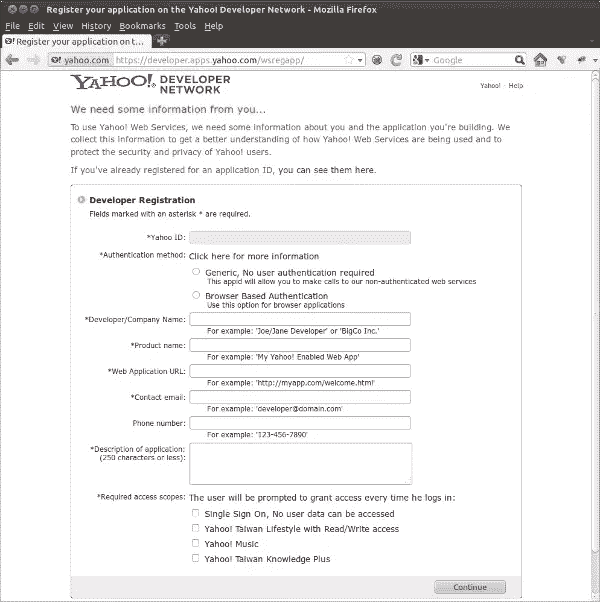 Register your application on the Yahoo! Developer Network - Mozilla Firefox
File Edit View History Bookmarks Tools Help
Register your application on t...
yahoo.com https://developer.apps.yahoo.com/wsregapp/ Google
YAHOO! DEVELOPER NETWORK
Yahoo! - Help
We need some information from you...
To use Yahoo! Web Services, we need some information about you and the application you're building. We
collect this information to get a better understanding of how Yahoo! Web Services are being used and to
protect the security and privacy of Yahoo! users.
If you've already registered for an application ID, you can see them here.
Developer Registration
Fields marked with an asterisk * are required.
*Yahoo ID:
*Authentication method: Click here for more information
Generic, No user authentication required
This appid will allow you to make calls to our non-authenticated web services
Browser Based Authentication
Use this option for browser applications
*Developer/Company Name:
For example: 'Joe/Jane Developer' or 'BigCo Inc.'
*Product name:
For example: 'My Yahoo! Enabled Web App'
*Web Application URL:
For example: 'http://myapp.com/welcome.html'
*Contact email:
For example: 'developer@domain.com'
Phone number:
For example: '123-456-7890'
*Description of application:
(250 characters or less):
*Required access scopes: The user will be prompted to grant access every time he logs in:
Single Sign On, No user data can be accessed
Yahoo! Taiwan Lifestyle with Read/Write access
Yahoo! Music
Yahoo! Taiwan Knowledge Plus
Continue